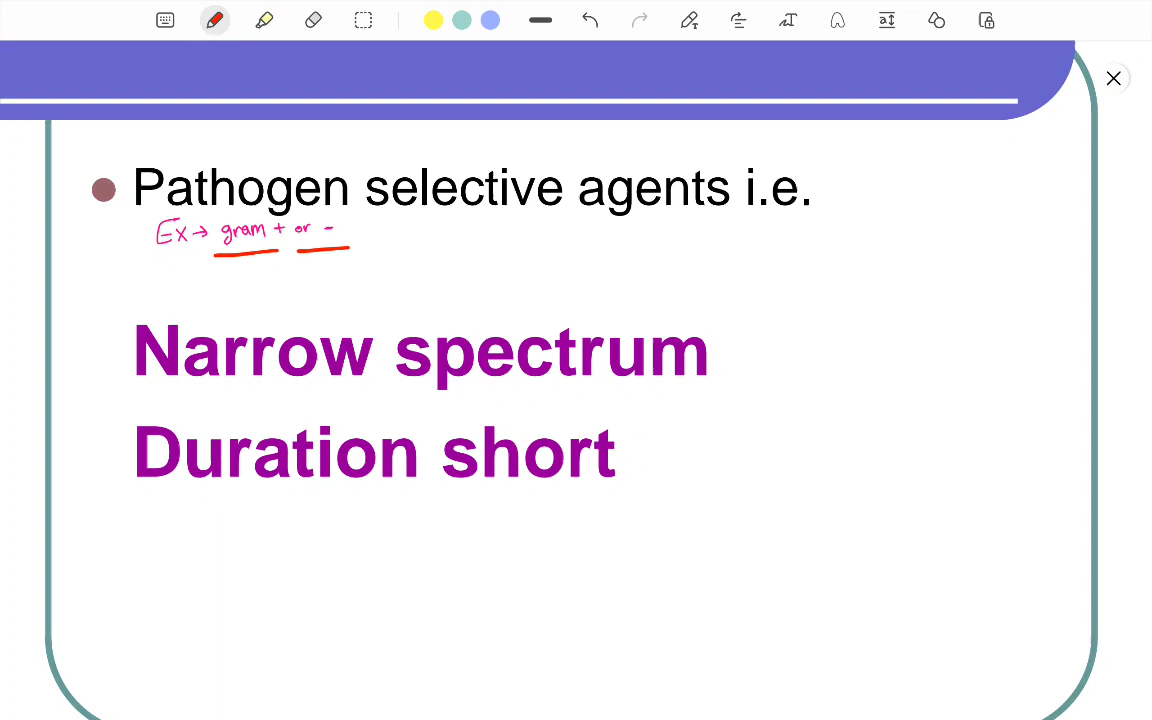 Pathogen selective agents i.e.
Ex → gram + or -
Narrow spectrum
Duration short